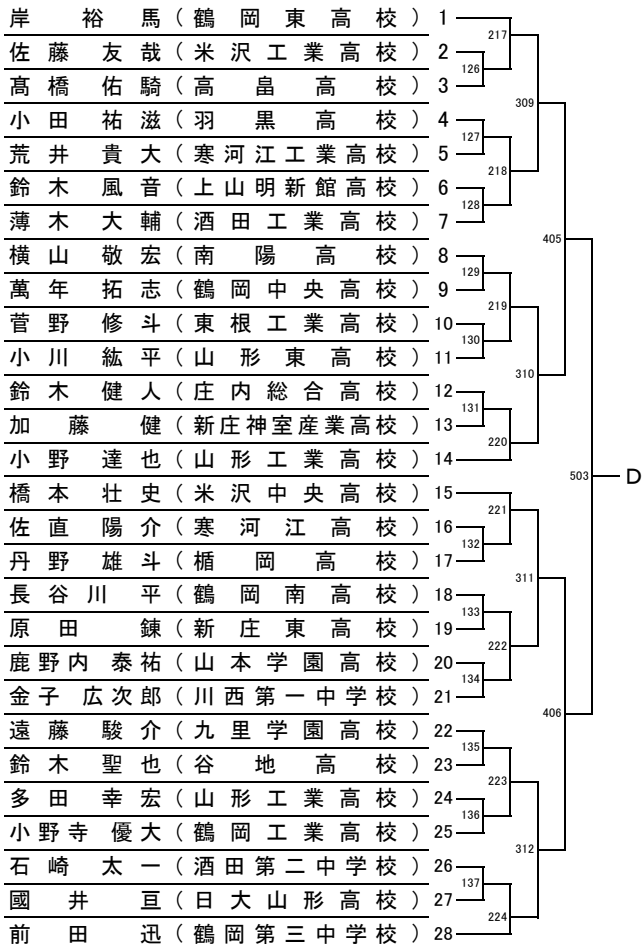 岸裕馬(鶴岡東高校) 1
217
佐藤友哉(米沢工業高校) 2
126
髙橋佑騎(高畠高校) 3
309
小田祐滋(羽黒高校) 4
127
荒井貴大(寒河江工業高校) 5
218
鈴木風音(上山明新館高校) 6
128
薄木大輔(酒田工業高校) 7
405
横山敬宏(南陽高校) 8
129
萬年拓志(鶴岡中央高校) 9
219
菅野修斗(東根工業高校) 10
130
小川紘平(山形東高校) 11
310
鈴木健人(庄内総合高校) 12
131
加藤健(新庄神室産業高校) 13
220
小野達也(山形工業高校) 14
503 D
橋本壮史(米沢中央高校) 15
221
佐直陽介(寒河江高校) 16
132
丹野雄斗(楯岡高校) 17
311
長谷川平(鶴岡南高校) 18
133
原田錬(新庄東高校) 19
222
鹿野内泰祐(山本学園高校) 20
134
金子広次郎(川西第一中学校) 21
406
遠藤駿介(九里学園高校) 22
135
鈴木聖也(谷地高校) 23
223
多田幸宏(山形工業高校) 24
136
小野寺優大(鶴岡工業高校) 25
312
石崎太一(酒田第二中学校) 26
137
國井亘(日大山形高校) 27
224
前田迅(鶴岡第三中学校) 28